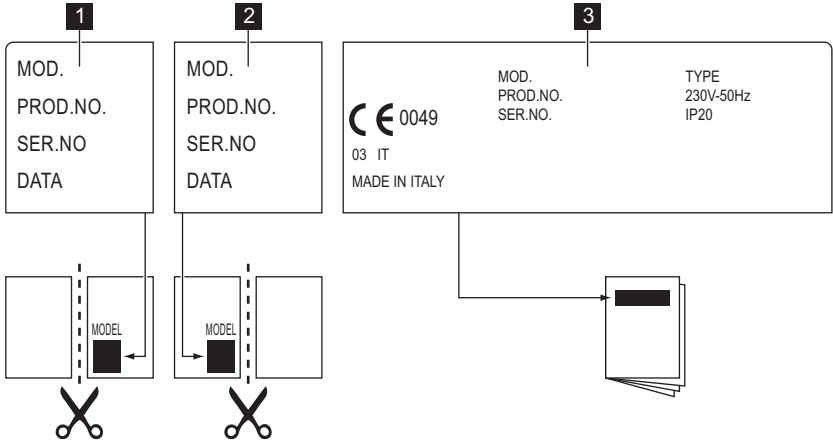 1
2
3
MOD.
PROD.NO.
SER.NO
DATA
MOD.
PROD.NO.
SER.NO
DATA
MOD.
PROD.NO.
SER.NO.
TYPE
230V-50Hz
IP20
CE 0049
03 IT
MADE IN ITALY
MODEL
MODEL